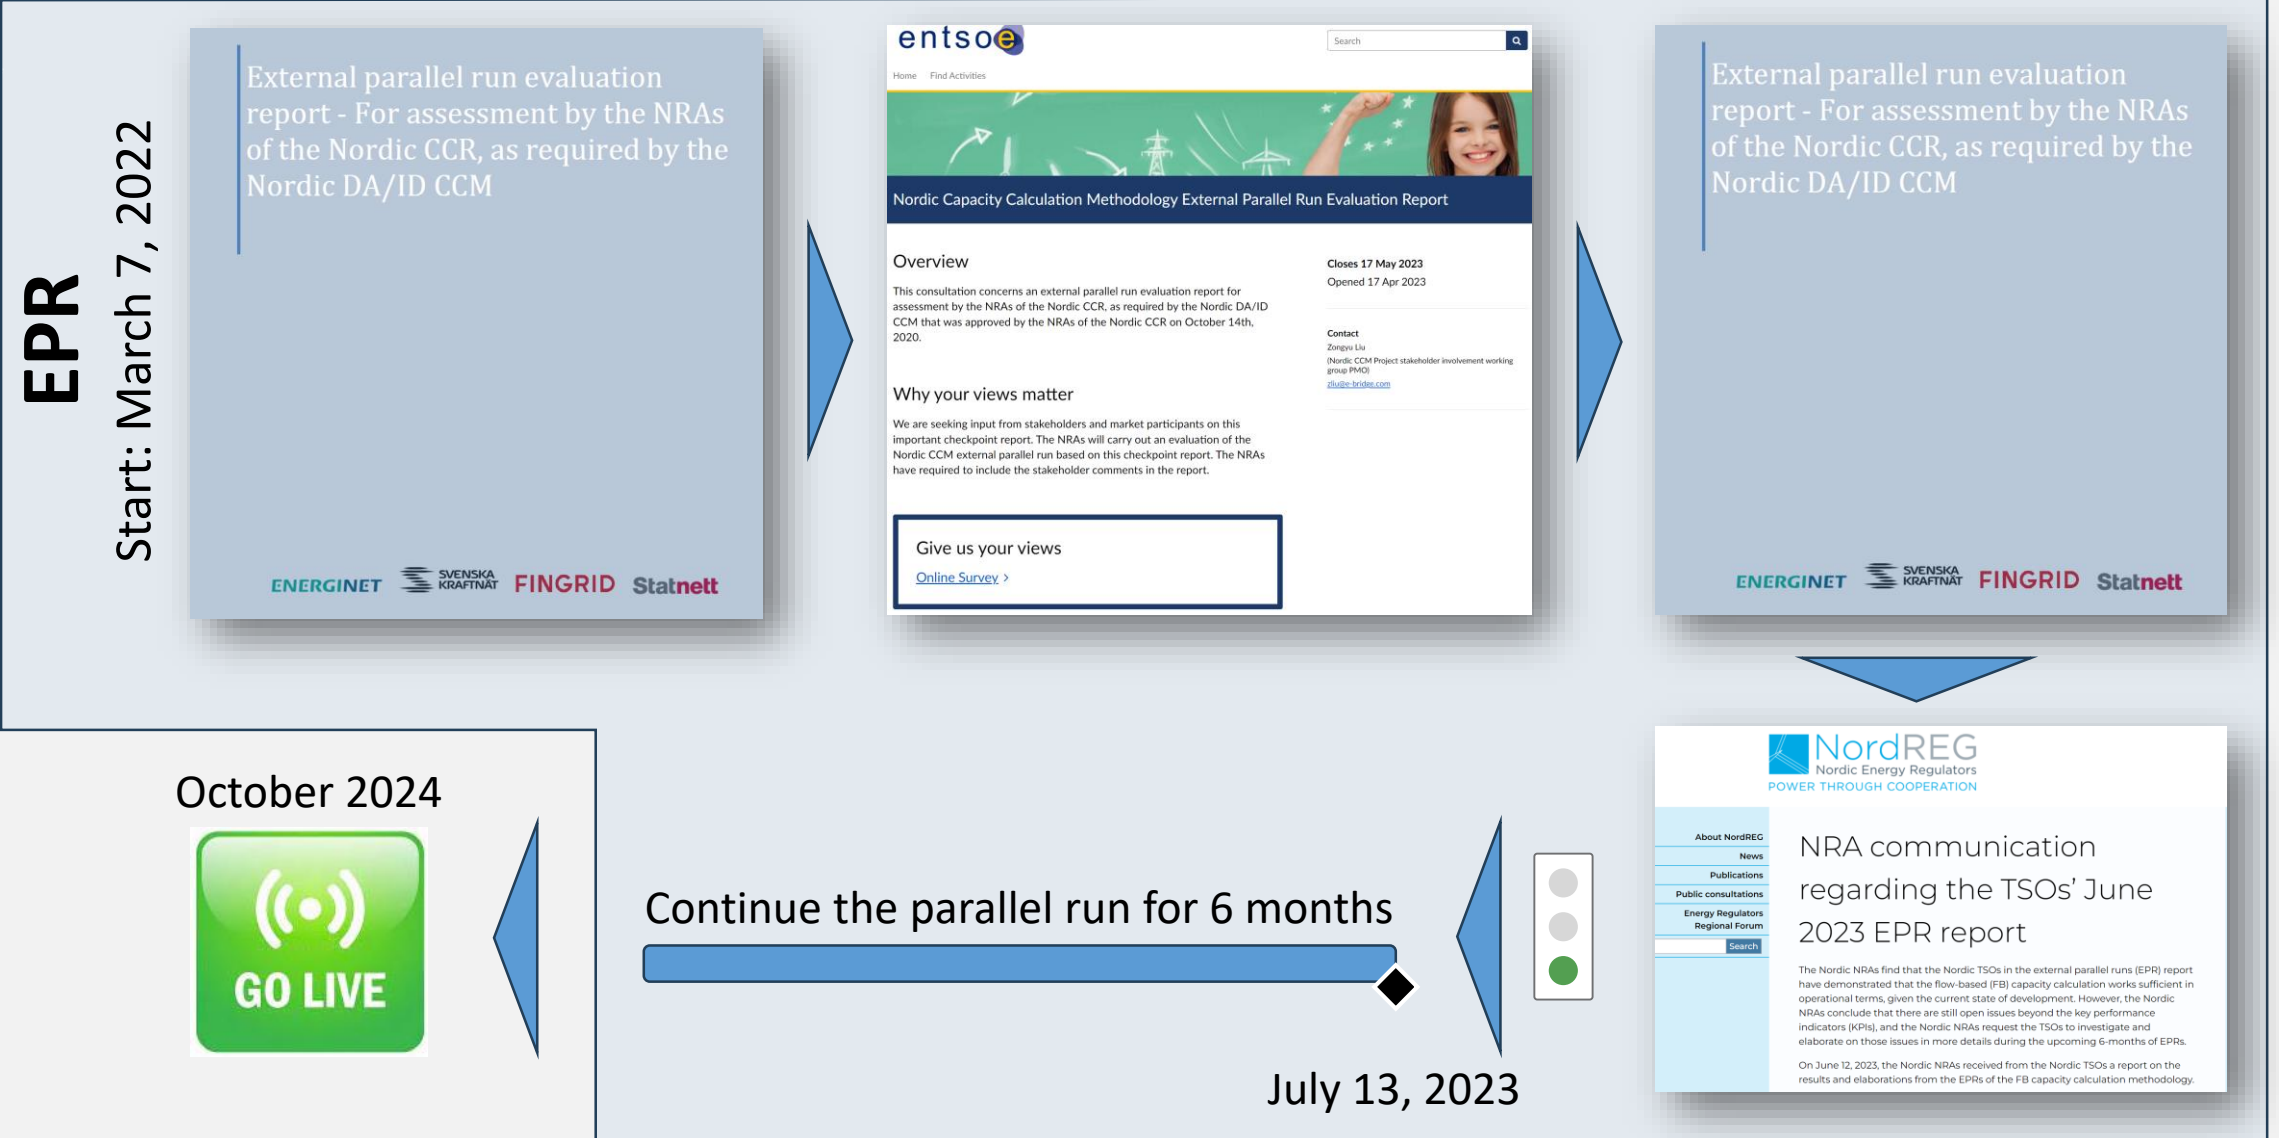 EPR
Start: March 7, 2022
External parallel run evaluation
report - For assessment by the NRAs
of the Nordic CCR, as required by the
Nordic DA/ID CCM
ENERGINET SVENSKA KRAFTNÄT FINGRID Statnett
entsoe
Search
Home Find Activities
Nordic Capacity Calculation Methodology External Parallel Run Evaluation Report
Overview
This consultation concerns an external parallel run evaluation report for
assessment by the NRAs of the Nordic CCR, as required by the Nordic DA/ID
CCM that was approved by the NRAs of the Nordic CCR on October 14th,
2020.
Why your views matter
We are seeking input from stakeholders and market participants on this
important checkpoint report. The NRAs will carry out an evaluation of the
Nordic CCM external parallel run based on this checkpoint report. The NRAs
have required to include the stakeholder comments in the report.
Give us your views
Online Survey >
Closes 17 May 2023
Opened 17 Apr 2023
Contact
Zongyu Liu
(Nordic CCM Project stakeholder involvement working
group PMO)
zliu@e-bridge.com
External parallel run evaluation
report - For assessment by the NRAs
of the Nordic CCR, as required by the
Nordic DA/ID CCM
ENERGINET SVENSKA KRAFTNÄT FINGRID Statnett
NordREG
Nordic Energy Regulators
POWER THROUGH COOPERATION
About NordREG
News
Publications
Public consultations
Energy Regulators
Regional Forum
Search
NRA communication
regarding the TSOs' June
2023 EPR report
The Nordic NRAs find that the Nordic TSOs in the external parallel runs (EPR) report
have demonstrated that the flow-based (FB) capacity calculation works sufficient in
operational terms, given the current state of development. However, the Nordic
NRAs conclude that there are still open issues beyond the key performance
indicators (KPIs), and the Nordic NRAs request the TSOs to investigate and
elaborate on those issues in more details during the upcoming 6-months of EPRs.
On June 12, 2023, the Nordic NRAs received from the Nordic TSOs a report on the
results and elaborations from the EPRs of the FB capacity calculation methodology.
July 13, 2023
Continue the parallel run for 6 months
October 2024
GO LIVE